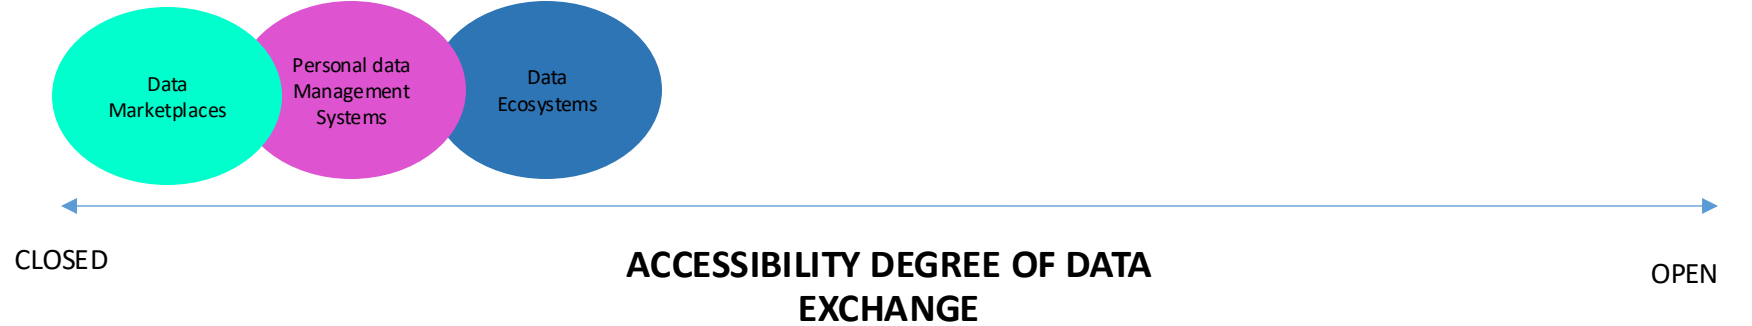 Data
Marketplaces
Personal data
Management
Systems
Data
Ecosystems
CLOSED
ACCESSIBILITY DEGREE OF DATA
EXCHANGE
OPEN